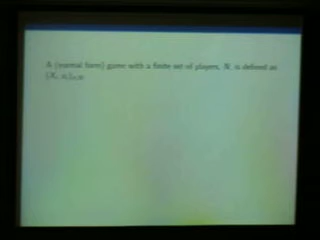 A (normal form) game with a finite set of players, N, is defined as